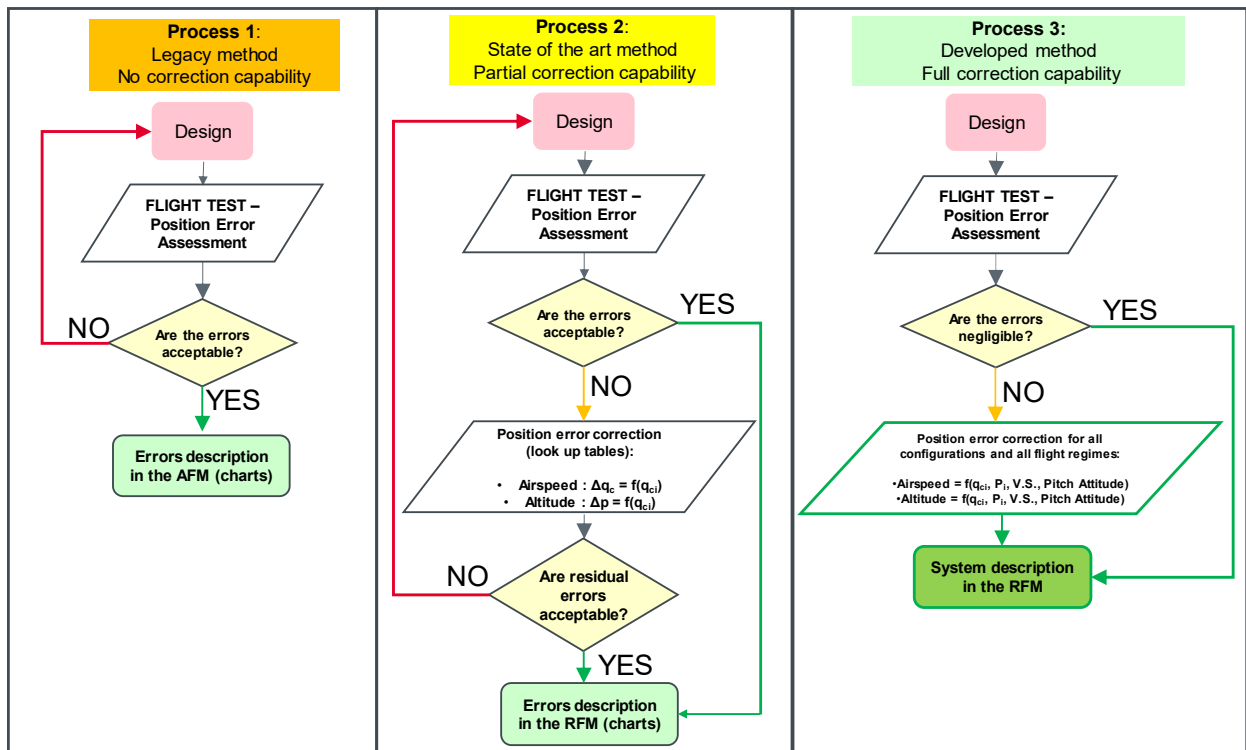 Process 1:
Legacy method
No correction capability
Design
FLIGHT TEST –
Position Error
Assessment
NO
Are the errors
acceptable?
YES
Errors description
in the AFM (charts)
Process 2:
State of the art method
Partial correction capability
Design
FLIGHT TEST –
Position Error
Assessment
YES
Are the errors
acceptable?
NO
Position error correction
(look up tables):
• Airspeed : Δqc = f(qci)
• Altitude : Δp = f(qci)
NO
Are residual
errors
acceptable?
YES
Errors description
in the RFM (charts)
Process 3:
Developed method
Full correction capability
Design
FLIGHT TEST –
Position Error
Assessment
YES
Are the errors
negligible?
NO
Position error correction for all
configurations and all flight regimes:
•Airspeed = f(qci, Pi, V.S., Pitch Attitude)
•Altitude = f(qci, Pi, V.S., Pitch Attitude)
System description
in the RFM